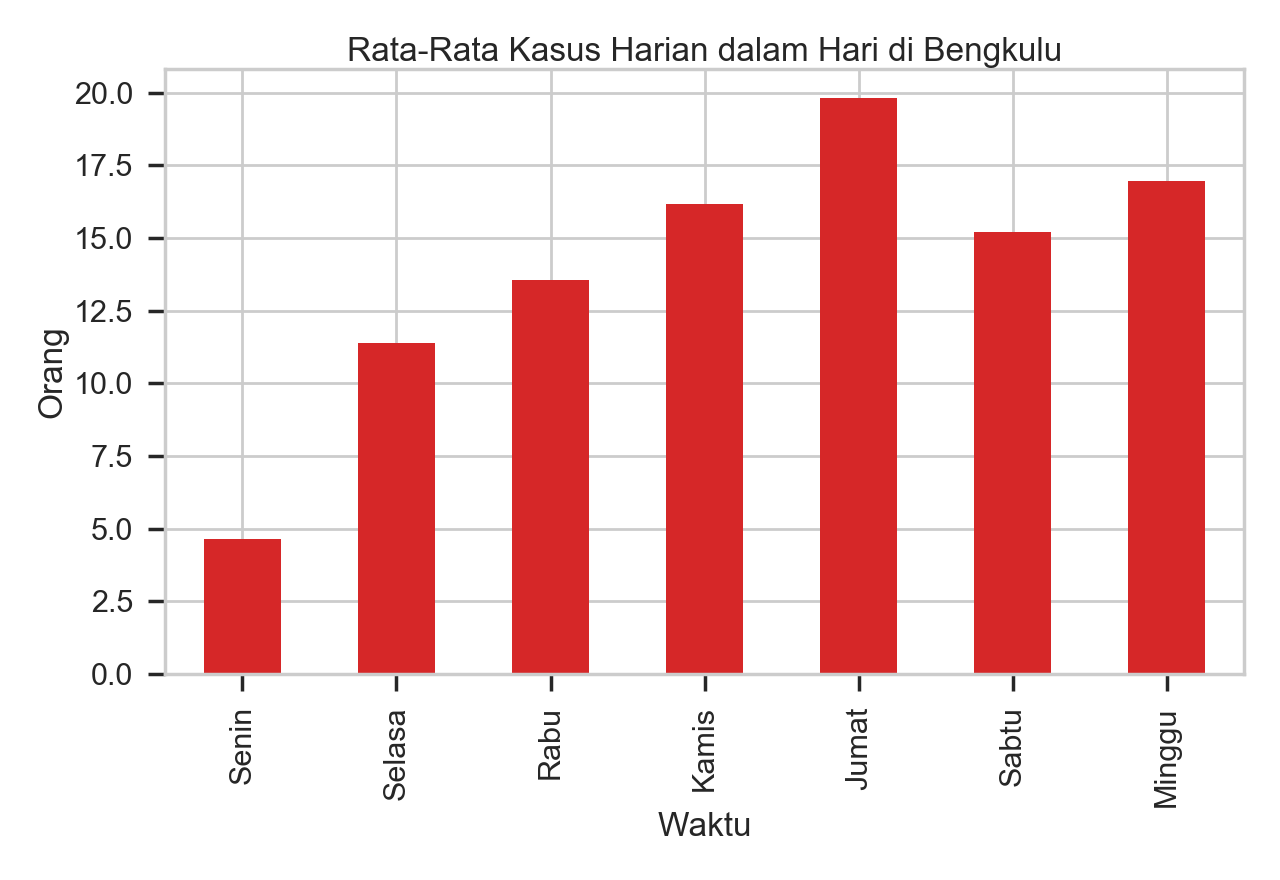 Rata-Rata Kasus Harian dalam Hari di Bengkulu
20.0
17.5
15.0
12.5
10.0
7.5
5.0
2.5
0.0
Orang
Senin
Selasa
Rabu
Kamis
Jumat
Sabtu
Minggu
Waktu